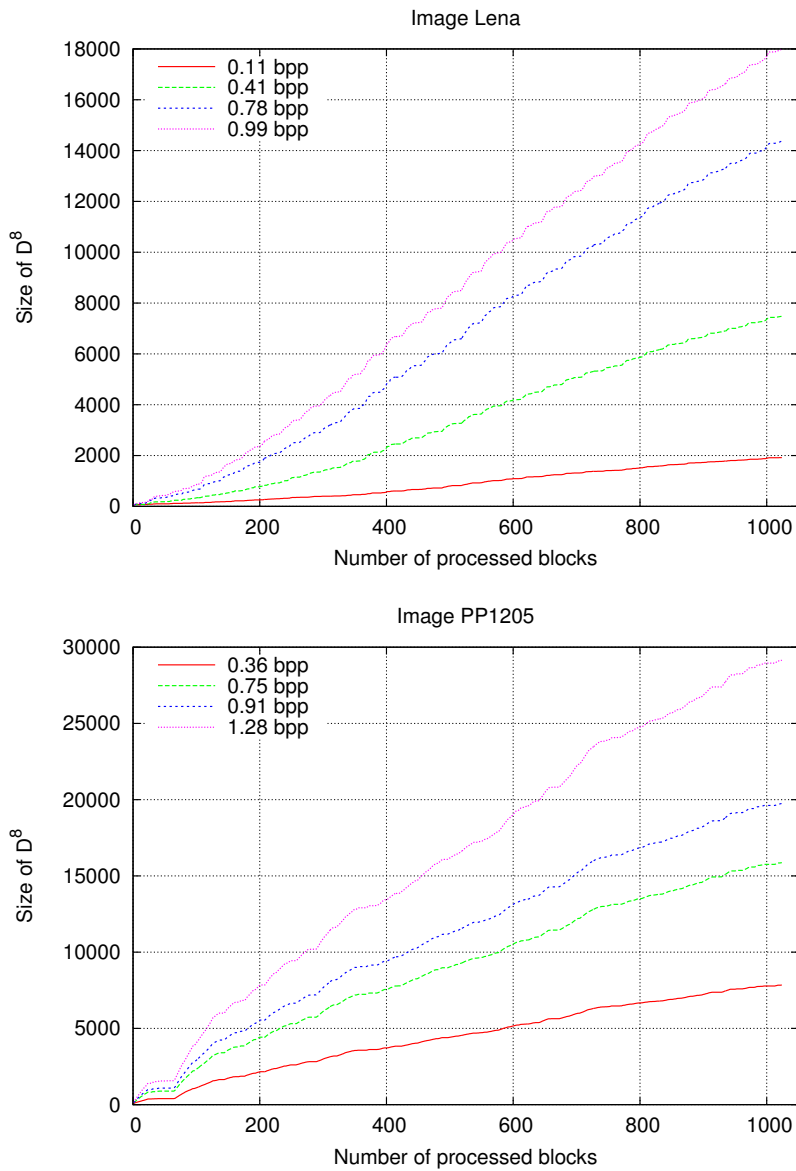 Image Lena
18000
16000
14000
12000
10000
8000
6000
4000
2000
0
Size of D⁸
0.11 bpp
0.41 bpp
0.78 bpp
0.99 bpp
0 200 400 600 800 1000
Number of processed blocks
Image PP1205
30000
25000
20000
15000
10000
5000
0
Size of D⁸
0.36 bpp
0.75 bpp
0.91 bpp
1.28 bpp
0 200 400 600 800 1000
Number of processed blocks